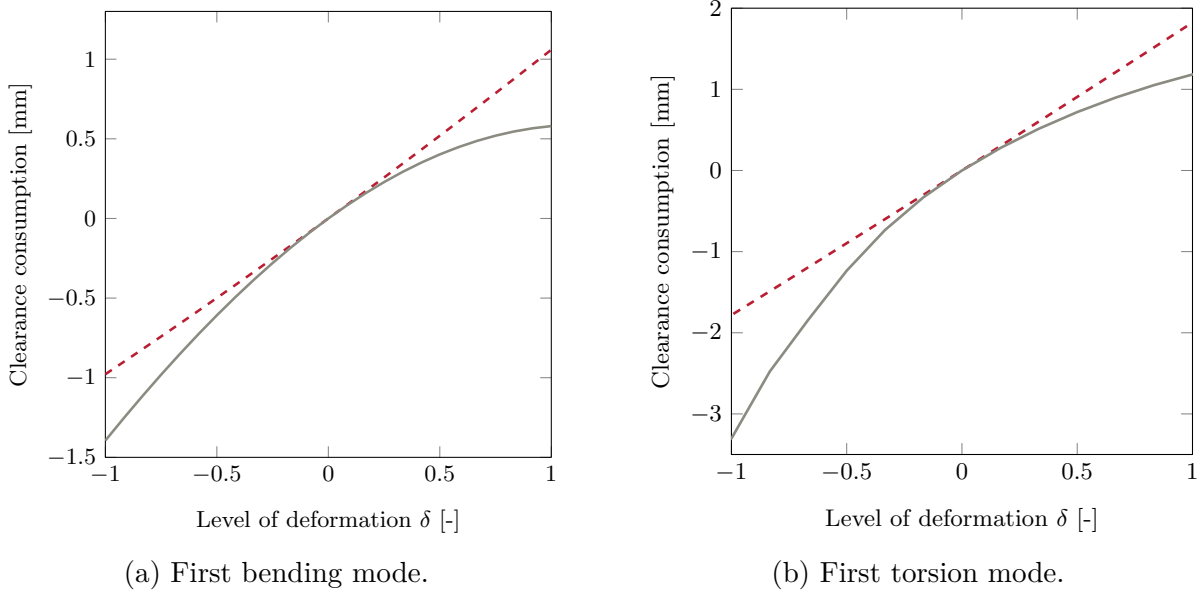 1
0.5
0
−0.5
−1
−1.5
Clearance consumption [mm]
−1 −0.5 0 0.5 1
Level of deformation δ [-]
(a) First bending mode.
2
1
0
−1
−2
−3
Clearance consumption [mm]
−1 −0.5 0 0.5 1
Level of deformation δ [-]
(b) First torsion mode.